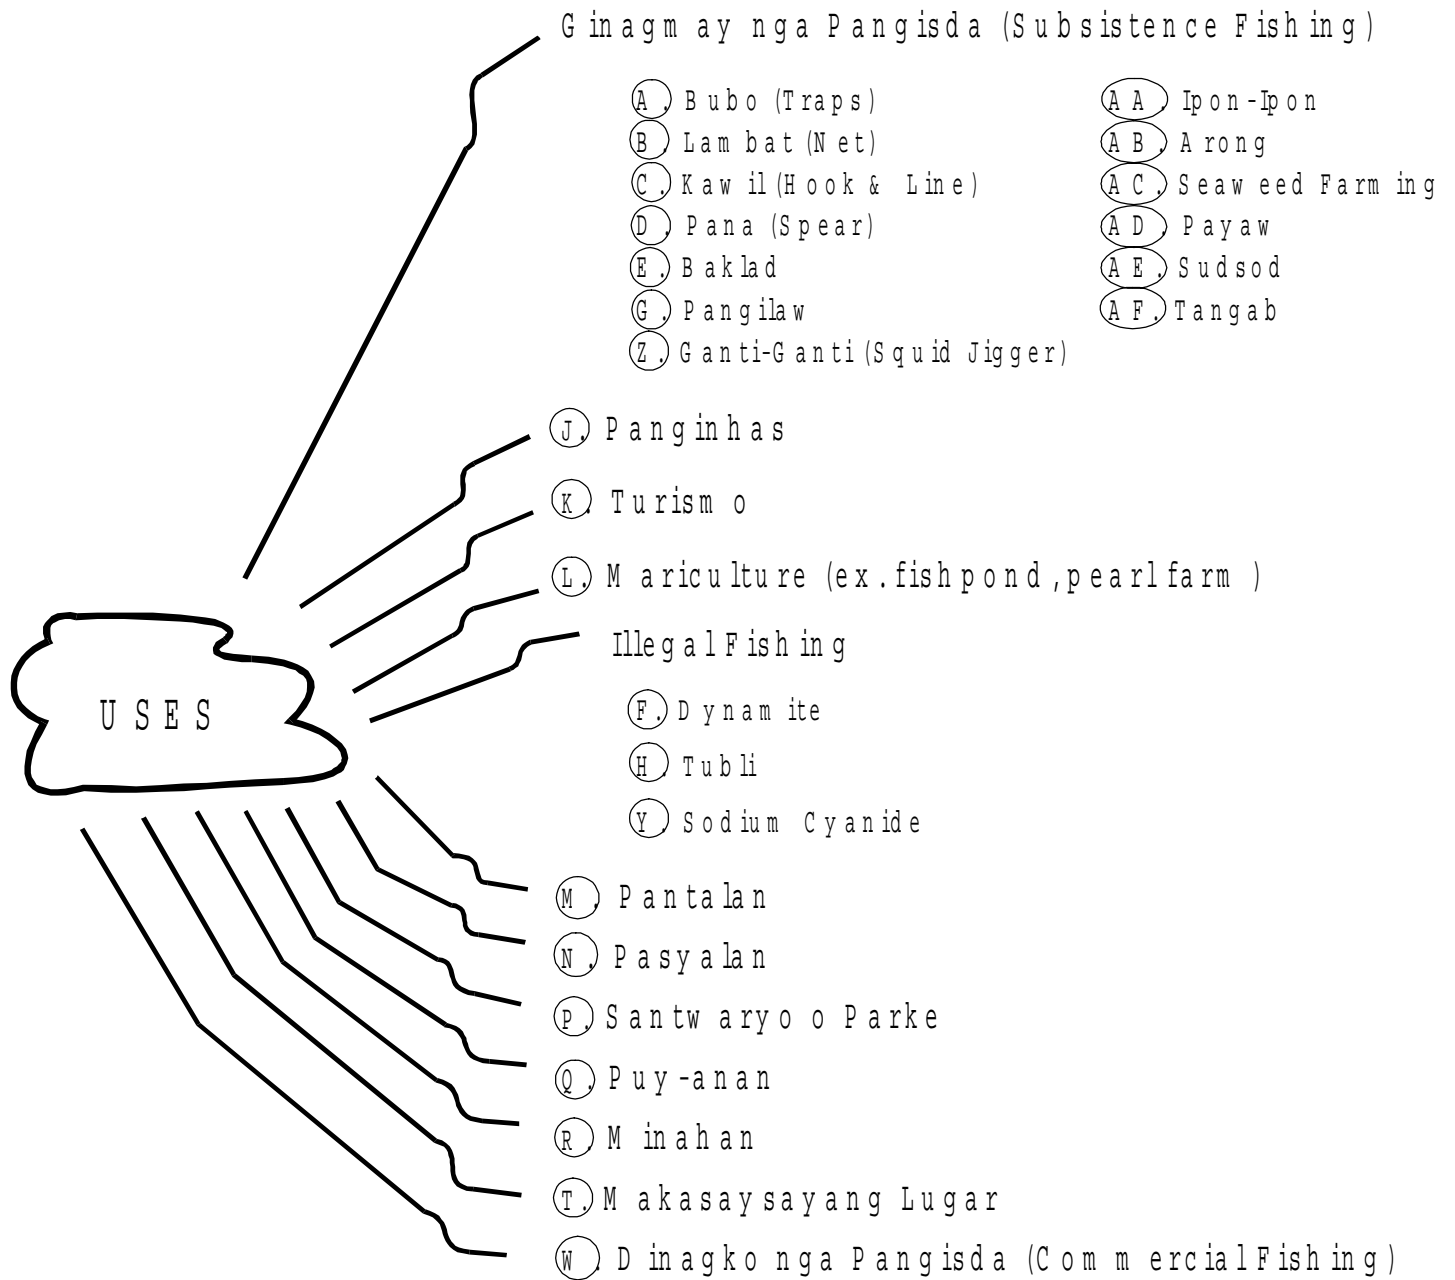 Ginagmay nga Pangisda (Subsistence Fishing)
A. Bubo (Traps)
B. Lambat (Net)
C. Kawil (Hook & Line)
D. Pana (Spear)
E. Baklad
G. Pangilaw
Z. Ganti-Ganti (Squid Jigger)
AA. Ipon-Ipon
AB. Arong
AC. Seaweed Farming
AD. Payaw
AE. Sudsod
AF. Tangab
J. Panginhas
K. Turismo
L. Mariculture (ex. fishpond, pearl farm)
Illegal Fishing
F. Dynamite
H. Tubli
Y. Sodium Cyanide
USES
M. Pantalan
N. Pasyalan
P. Santwaryo o Parke
Q. Puy-anan
R. Minahan
T. Makasaysayang Lugar
W. Dinagko nga Pangisda (Commercial Fishing)